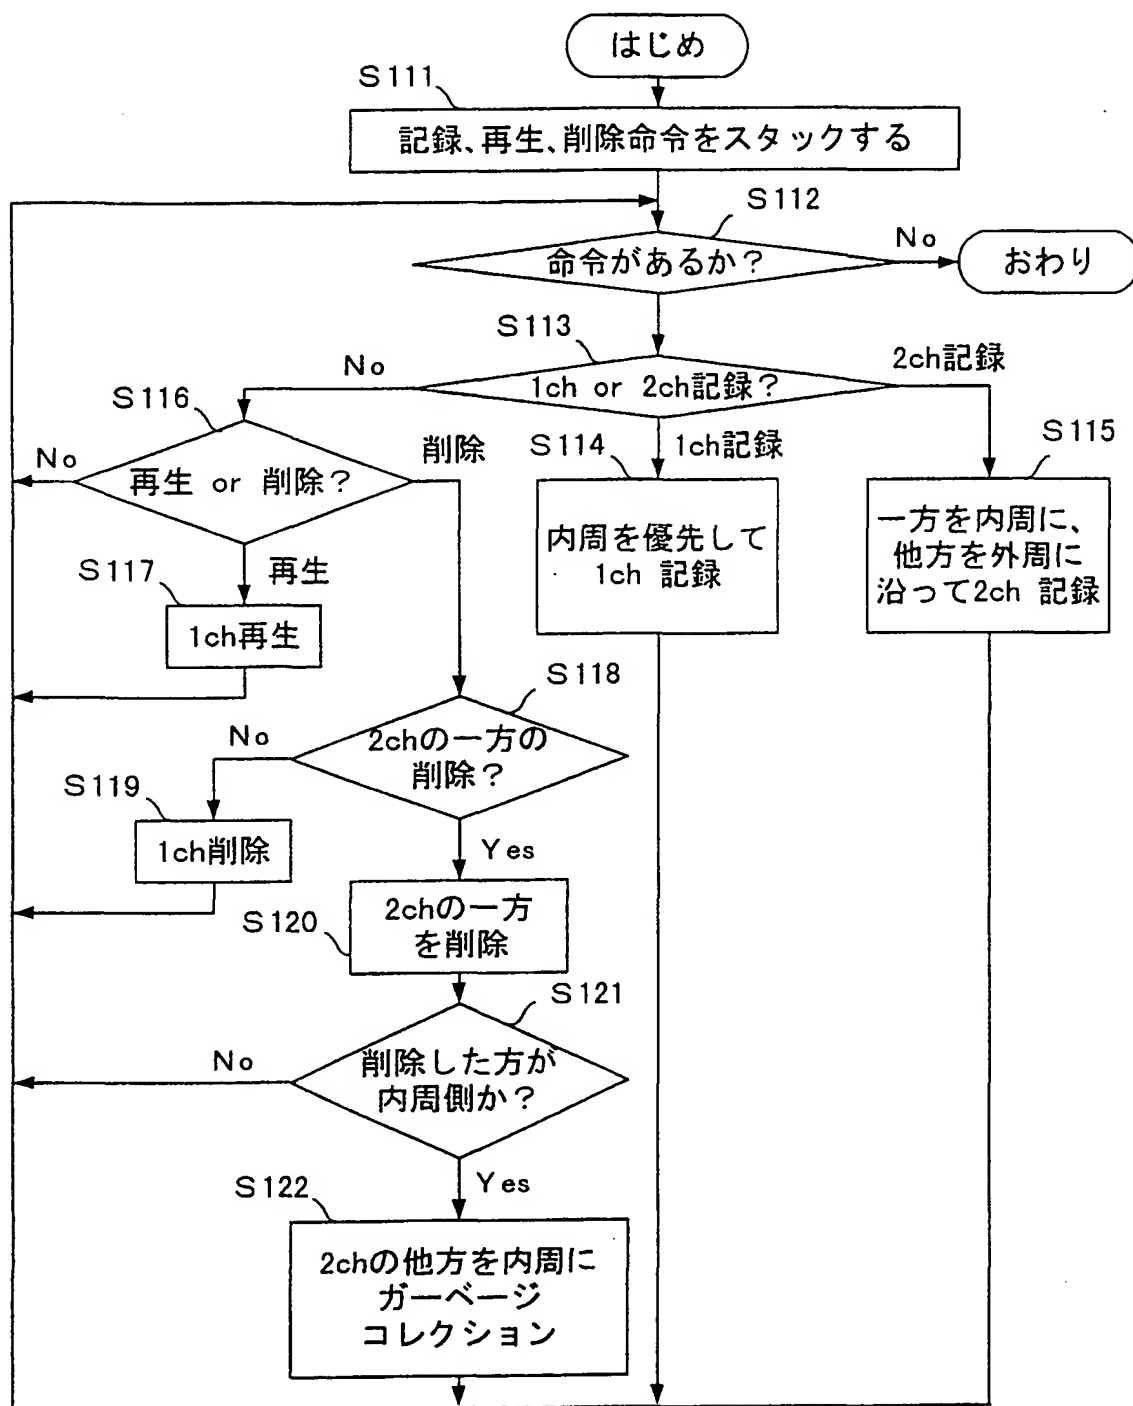 はじめ
S111
記録、再生、削除命令をスタックする
S112
命令があるか？
No
おわり
S113
1ch or 2ch記録？
No
2ch記録
S116
再生 or 削除？
No
削除
S114
1ch記録
内周を優先して
1ch 記録
S115
一方を内周に、
他方を外周に
沿って2ch 記録
S117
再生
1ch再生
S118
2chの一方の
削除？
No
S119
1ch削除
Yes
S120
2chの一方
を削除
S121
削除した方が
内周側か？
No
Yes
S122
2chの他方を内周に
ガーベージ
コレクション